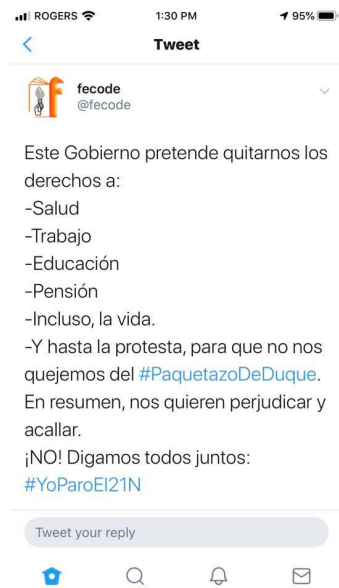 ROGERS 1:30 PM 95%
Tweet
fecode
@fecode
Este Gobierno pretende quitarnos los
derechos a:
-Salud
-Trabajo
-Educación
-Pensión
-Incluso, la vida.
-Y hasta la protesta, para que no nos
quejemos del #PaquetazoDeDuque.
En resumen, nos quieren perjudicar y
acallar.
¡NO! Digamos todos juntos:
#YoParoEl21N
Tweet your reply